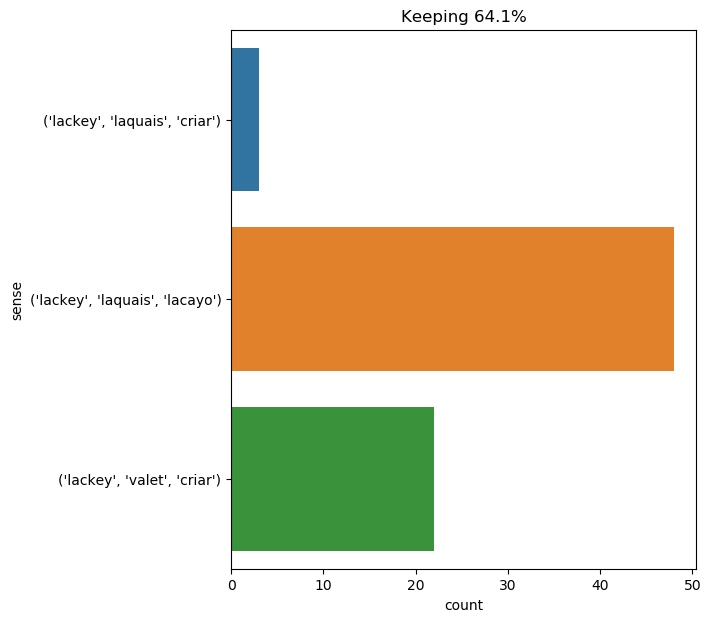 Keeping 64.1%
('lackey', 'laquais', 'criar')
('lackey', 'laquais', 'lacayo')
('lackey', 'valet', 'criar')
sense
0 10 20 30 40 50
count